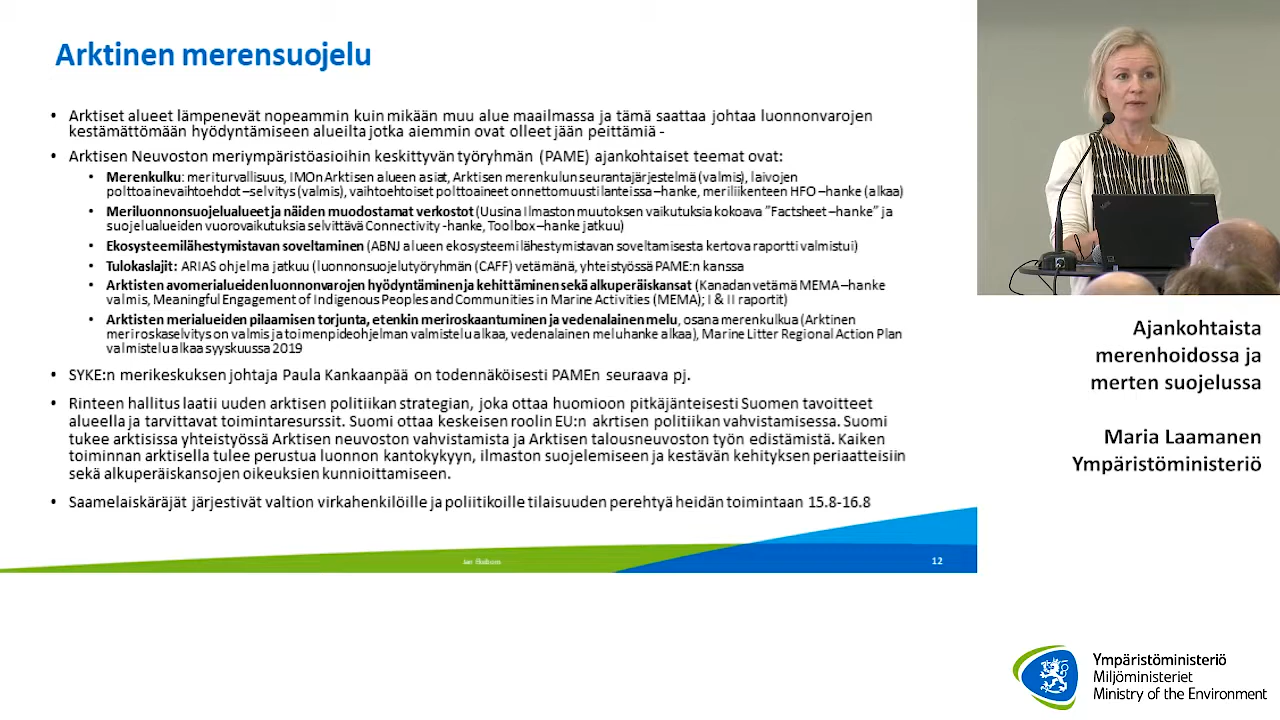 Arktinen merensuojelu
• Arktiset alueet lämpenevät nopeammin kuin mikään muu alue maailmassa ja tämä saattaa johtaa luonnonvarojen
kestämättömään hyödyntämiseen alueilta jotka aiemmin ovat olleet jään peittämiä -
• Arktisen Neuvoston meriympäristöasioihin keskittyvän työryhmän (PAME) ajankohtaiset teemat ovat:
• Merenkulku: meriturvallisuus, IMOn Arktisen alueen asiat, Arktisen merenkulun seurantajärjestelmä (valmis), laivojen
polttoainevaihtoehdot –selvitys (valmis), vaihtoehtoiset polttoaineet onnettomuustilanteissa –hanke, meriliikenteen HFO –hanke (alkaa)
• Meriluonnonsuojelualueet ja näiden muodostamat verkostot (Uusina Ilmaston muutoksen vaikutuksia kokoava ”Factsheet –hanke” ja
suojelualueiden vuorovaikutuksia selvittävä Connectivity -hanke, Toolbox –hanke jatkuu)
• Ekosysteemilähestymistavan soveltaminen (ABNJ alueen ekosysteemilähestymistavan soveltamisesta kertova raportti valmistui)
• Tulokaslajit: ARIAS ohjelma jatkuu (luonnonsuojelutyöryhmän (CAFF) vetämänä, yhteistyössä PAME:n kanssa
• Arktisten avomerialueiden luonnonvarojen hyödyntäminen ja kehittäminen sekä alkuperäiskansat (Kanadan vetämä MEMA –hanke
valmis, Meaningful Engagement of Indigenous Peoples and Communities in Marine Activities (MEMA); I & II raportit)
• Arktisten merialueiden pilaamisen torjunta, etenkin meriroskaantuminen ja vedenalainen melu, osana merenkulkua (Arktinen
meriroskaselvitys on valmis ja toimenpideohjelman valmistelu alkaa, vedenalainen meluhanke alkaa), Marine Litter Regional Action Plan
valmistelu alkaa syyskuussa 2019
• SYKE:n merikeskuksen johtaja Paula Kankaanpää on todennäköisesti PAMEn seuraava pj.
• Rinteen hallitus laatii uuden arktisen politiikan strategian, joka ottaa huomioon pitkäjänteisesti Suomen tavoitteet
alueella ja tarvittavat toimintaresurssit. Suomi ottaa keskeisen roolin EU:n akrtisen politiikan vahvistamisessa. Suomi
tukee arktisissa yhteistyössä Arktisen neuvoston vahvistamista ja Arktisen talousneuvoston työn edistämistä. Kaiken
toiminnan arktisella tulee perustua luonnon kantokykyyn, ilmaston suojelemiseen ja kestävän kehityksen periaatteisiin
sekä alkuperäiskansojen oikeuksien kunnioittamiseen.
• Saamelaiskäräjät järjestivät valtion virkahenkilöille ja poliitikoille tilaisuuden perehtyä heidän toimintaan 15.8-16.8
12
Ajankohtaista
merenhoidossa ja
merten suojelussa
Maria Laamanen
Ympäristöministeriö
Ympäristöministeriö
Miljöministeriet
Ministry of the Environment